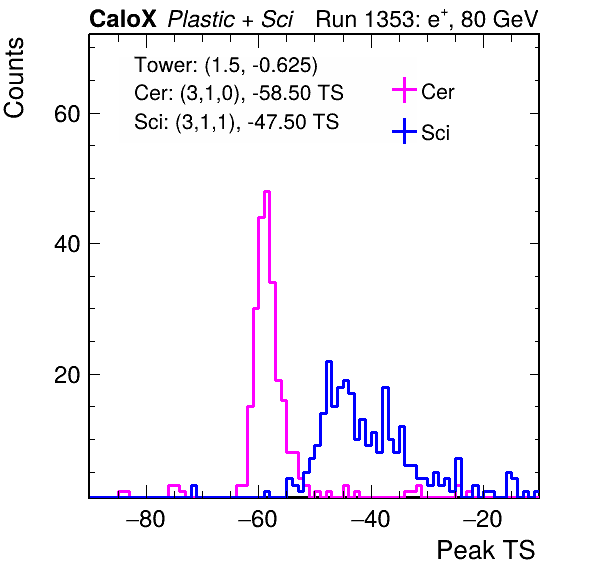 CaloX Plastic + Sci Run 1353: e+, 80 GeV
Tower: (1.5, -0.625)
Cer: (3,1,0), -58.50 TS
Sci: (3,1,1), -47.50 TS
Cer
Sci
Counts
60
40
20
−80 −60 −40 −20
Peak TS